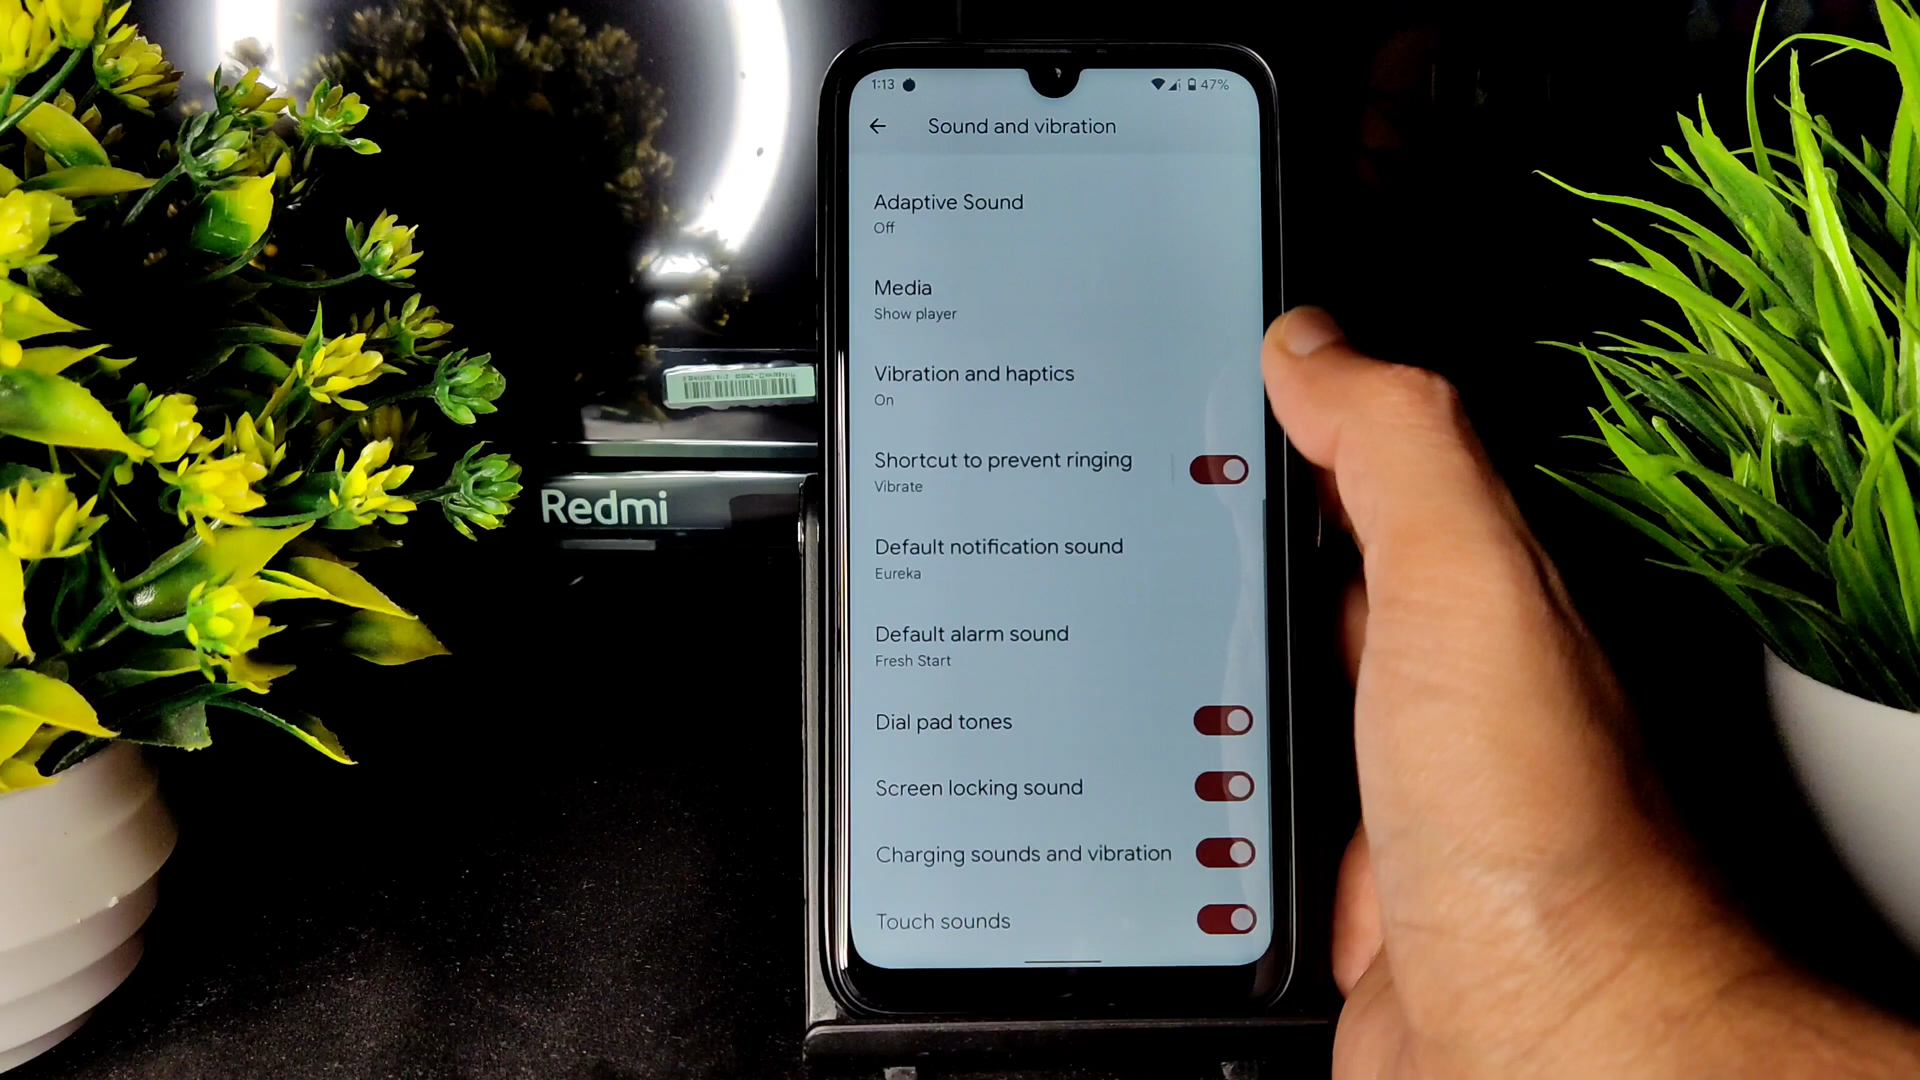 1:13
47%
Sound and vibration
Adaptive Sound
Off
Media
Show player
Vibration and haptics
On
Shortcut to prevent ringing
Vibrate
Default notification sound
Eureka
Default alarm sound
Fresh Start
Dial pad tones
Screen locking sound
Charging sounds and vibration
Touch sounds
Redmi